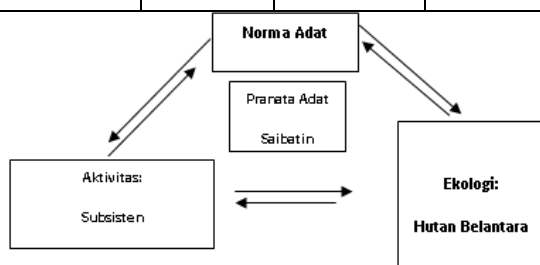 Norma Adat
Pranata Adat
Saibatin
Aktivitas:
Subsisten
Ekologi:
Hutan Belantara